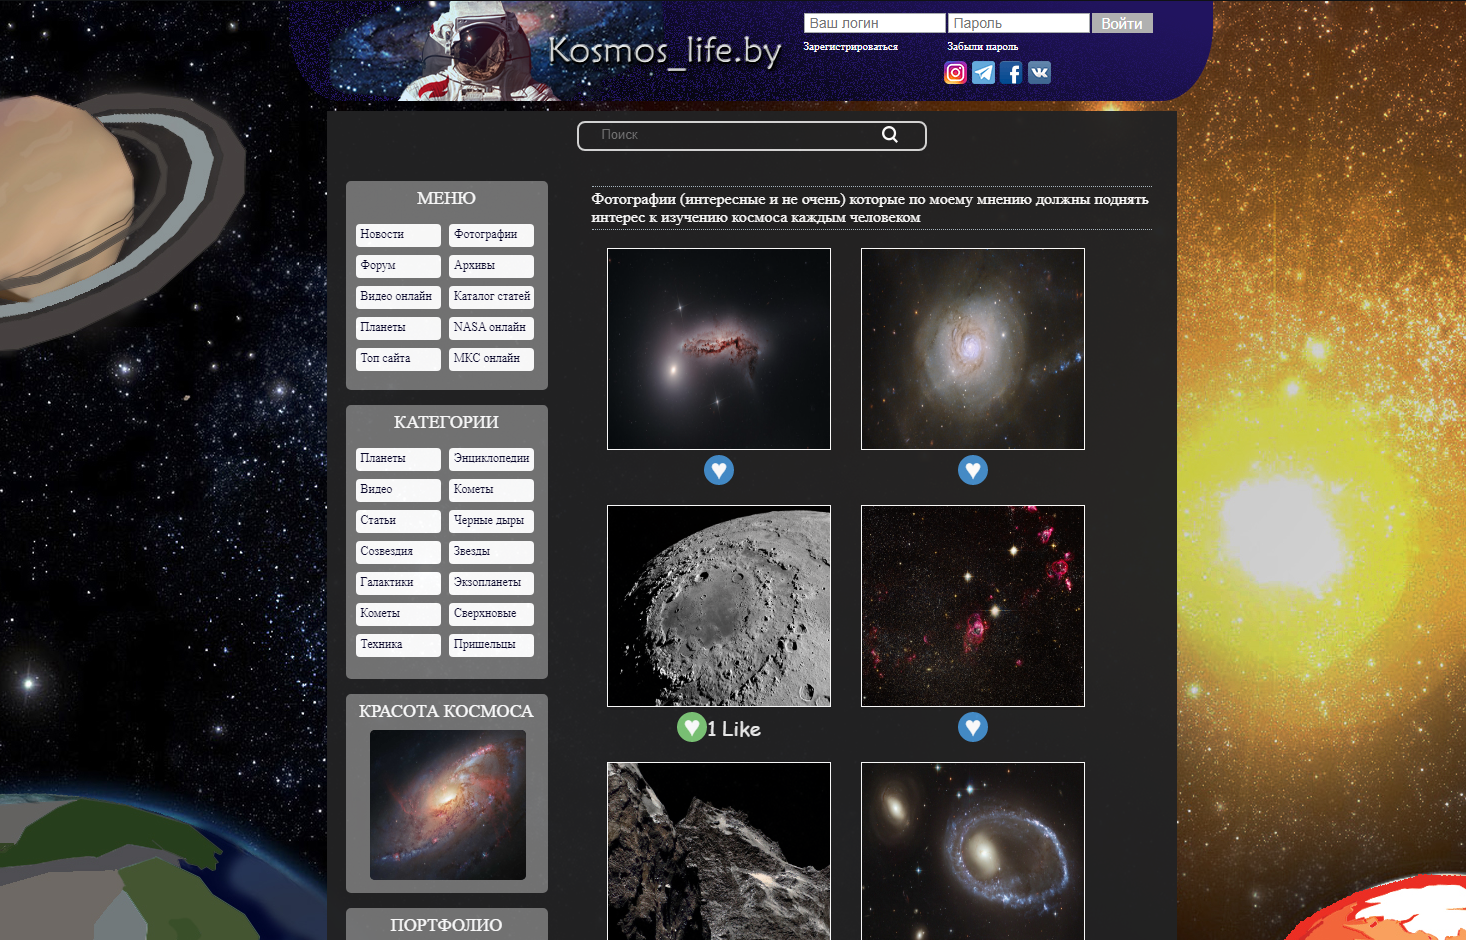 Kosmos_life.by
Ваш логин
Пароль
Войти
Зарегистрироваться
Забыли пароль
Поиск
МЕНЮ
Новости
Фотографии
Форум
Архивы
Видео онлайн
Каталог статей
Планеты
NASA онлайн
Топ сайта
МКС онлайн
КАТЕГОРИИ
Планеты
Энциклопедии
Видео
Кометы
Статьи
Черные дыры
Созвездия
Звезды
Галактики
Экзопланеты
Кометы
Сверхновые
Техника
Пришельцы
КРАСОТА КОСМОСА
ПОРТФОЛИО
Фотографии (интересные и не очень) которые по моему мнению должны поднять
интерес к изучению космоса каждым человеком
1 Like